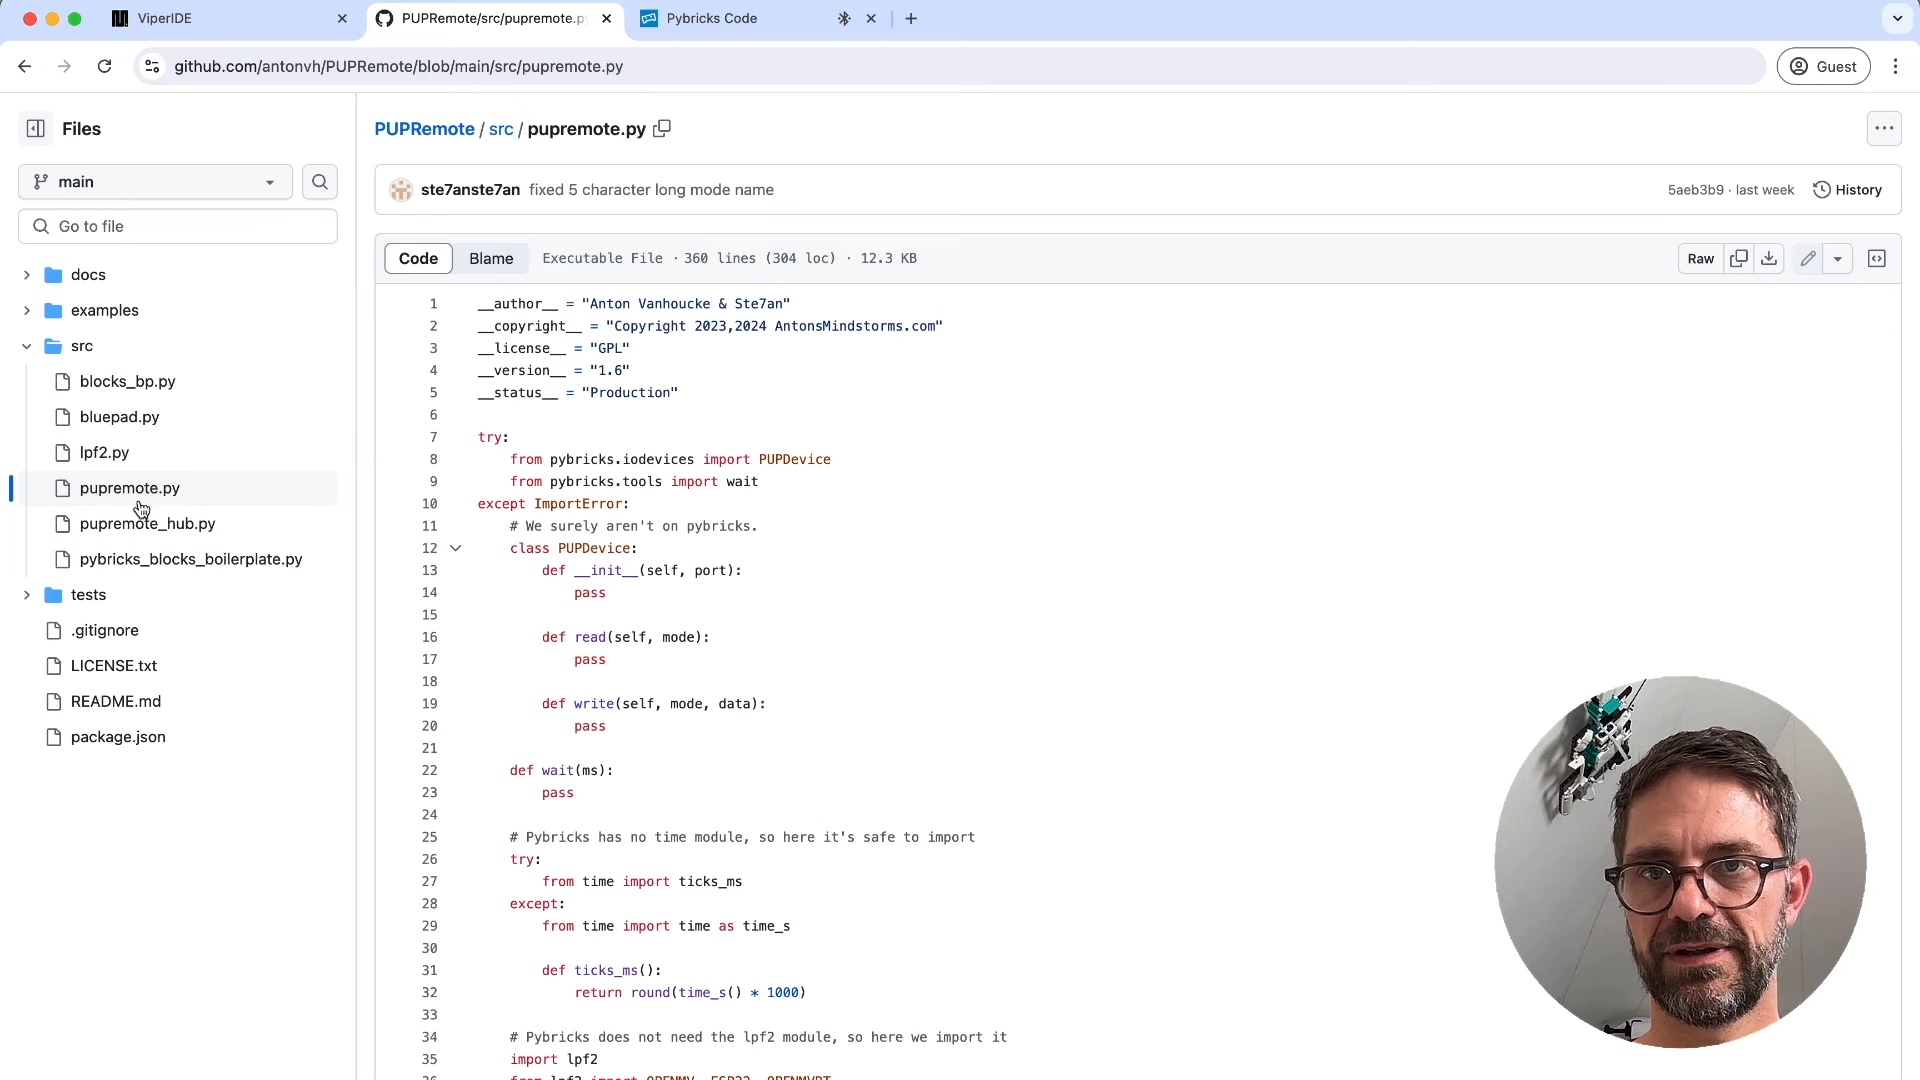 ViperIDE
PUPRemote/src/pupremote.p
Pybricks Code
github.com/antonvh/PUPRemote/blob/main/src/pupremote.py
Guest
Files
main
Go to file
docs
examples
src
blocks_bp.py
bluepad.py
lpf2.py
pupremote.py
pupremote_hub.py
pybricks_blocks_boilerplate.py
tests
.gitignore
LICENSE.txt
README.md
package.json
PUPRemote / src / pupremote.py
ste7anste7an fixed 5 character long mode name
5aeb3b9 · last week
History
Code
Blame
Executable File · 360 lines (304 loc) · 12.3 KB
Raw
1 __author__ = "Anton Vanhoucke & Ste7an"
2 __copyright__ = "Copyright 2023,2024 AntonsMindstorms.com"
3 __license__ = "GPL"
4 __version__ = "1.6"
5 __status__ = "Production"
6
7 try:
8 from pybricks.iodevices import PUPDevice
9 from pybricks.tools import wait
10 except ImportError:
11 # We surely aren't on pybricks.
12 class PUPDevice:
13 def __init__(self, port):
14 pass
15
16 def read(self, mode):
17 pass
18
19 def write(self, mode, data):
20 pass
21
22 def wait(ms):
23 pass
24
25 # Pybricks has no time module, so here it's safe to import
26 try:
27 from time import ticks_ms
28 except:
29 from time import time as time_s
30
31 def ticks_ms():
32 return round(time_s() * 1000)
33
34 # Pybricks does not need the lpf2 module, so here we import it
35 import lpf2